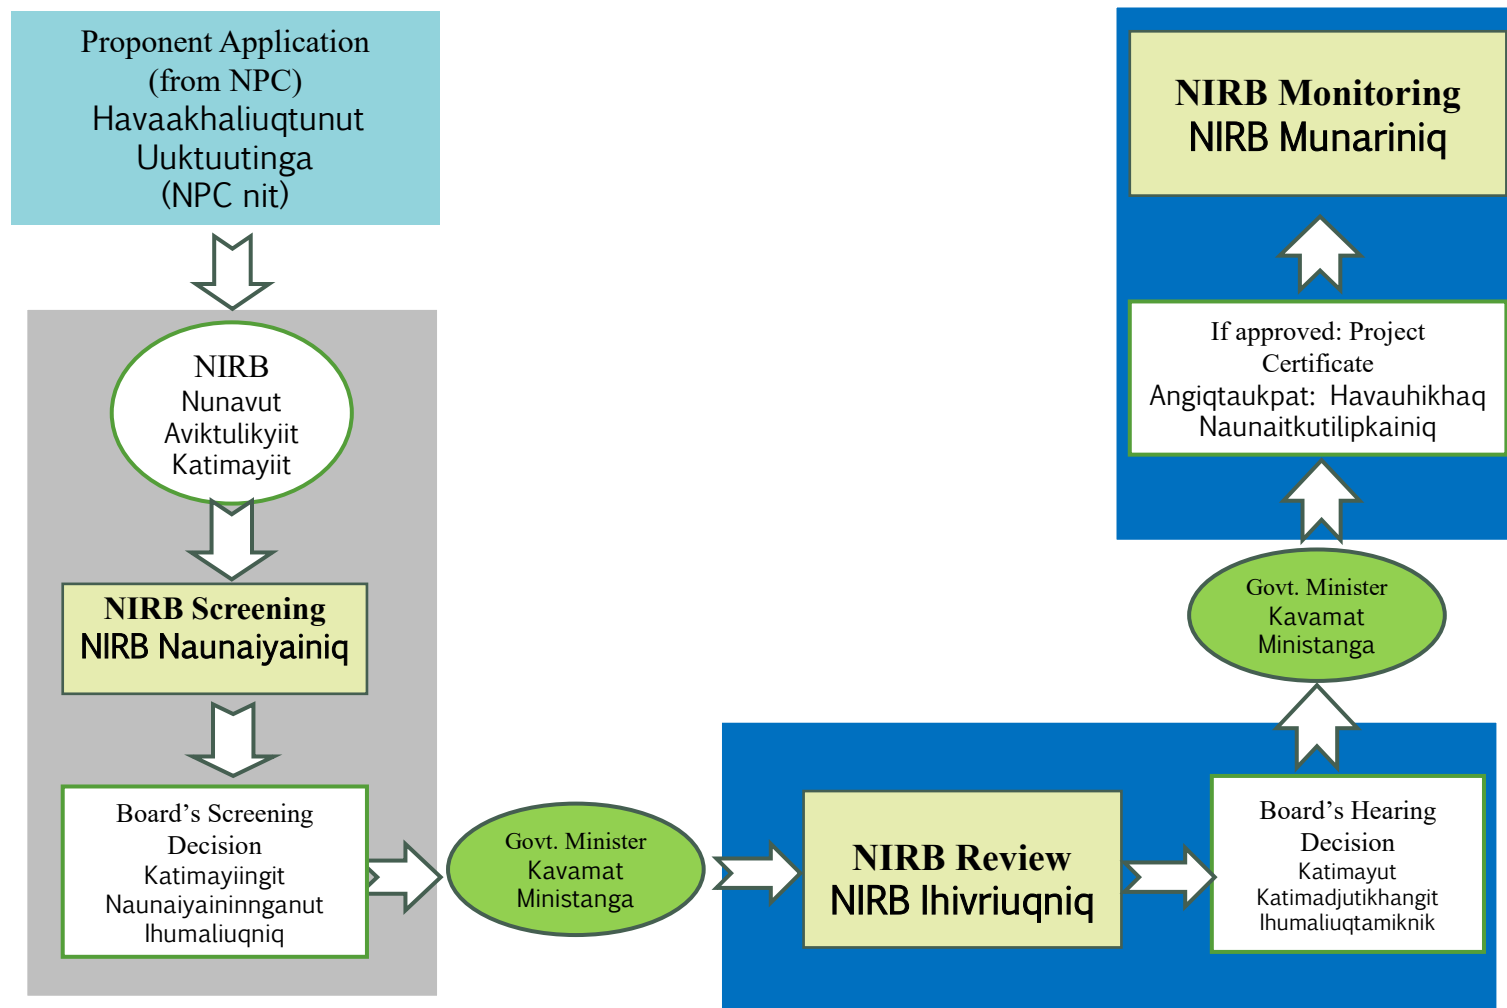 Proponent Application
(from NPC)
Havaakhaliuqtunut
Uuktuutinga
(NPC nit)
NIRB
Nunavut
Aviktulikyiit
Katimayiit
NIRB Screening
NIRB Naunaiyainiq
Board’s Screening
Decision
Katimayiingit
Naunaiyaininnganut
Ihumaliuqniq
Govt. Minister
Kavamat
Ministanga
NIRB Review
NIRB Ihivriuqniq
Board’s Hearing
Decision
Katimayut
Katimadjutikhangit
Ihumaliuqtamiknik
Govt. Minister
Kavamat
Ministanga
If approved: Project
Certificate
Angiqtaukpat: Havauhikhaq
Naunaitkutilipkainiq
NIRB Monitoring
NIRB Munariniq